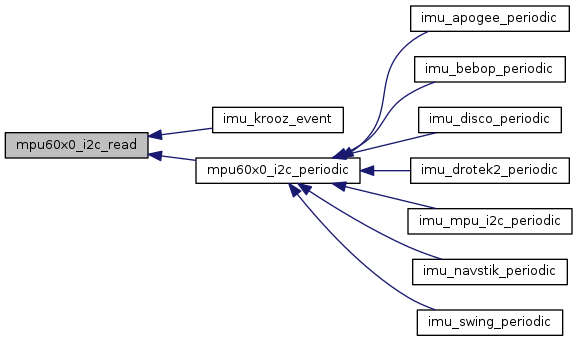 imu_apogee_periodic
imu_bebop_periodic
imu_krooz_event
imu_disco_periodic
mpu60x0_i2c_read
mpu60x0_i2c_periodic
imu_drotek2_periodic
imu_mpu_i2c_periodic
imu_navstik_periodic
imu_swing_periodic